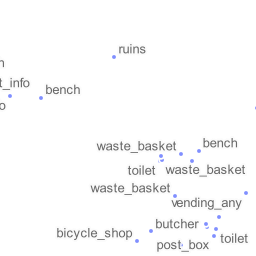 ruins
t_info
bench
waste_basket
bench
toilet
waste_basket
waste_basket
vending_any
butcher
bicycle_shop
toilet
post_box